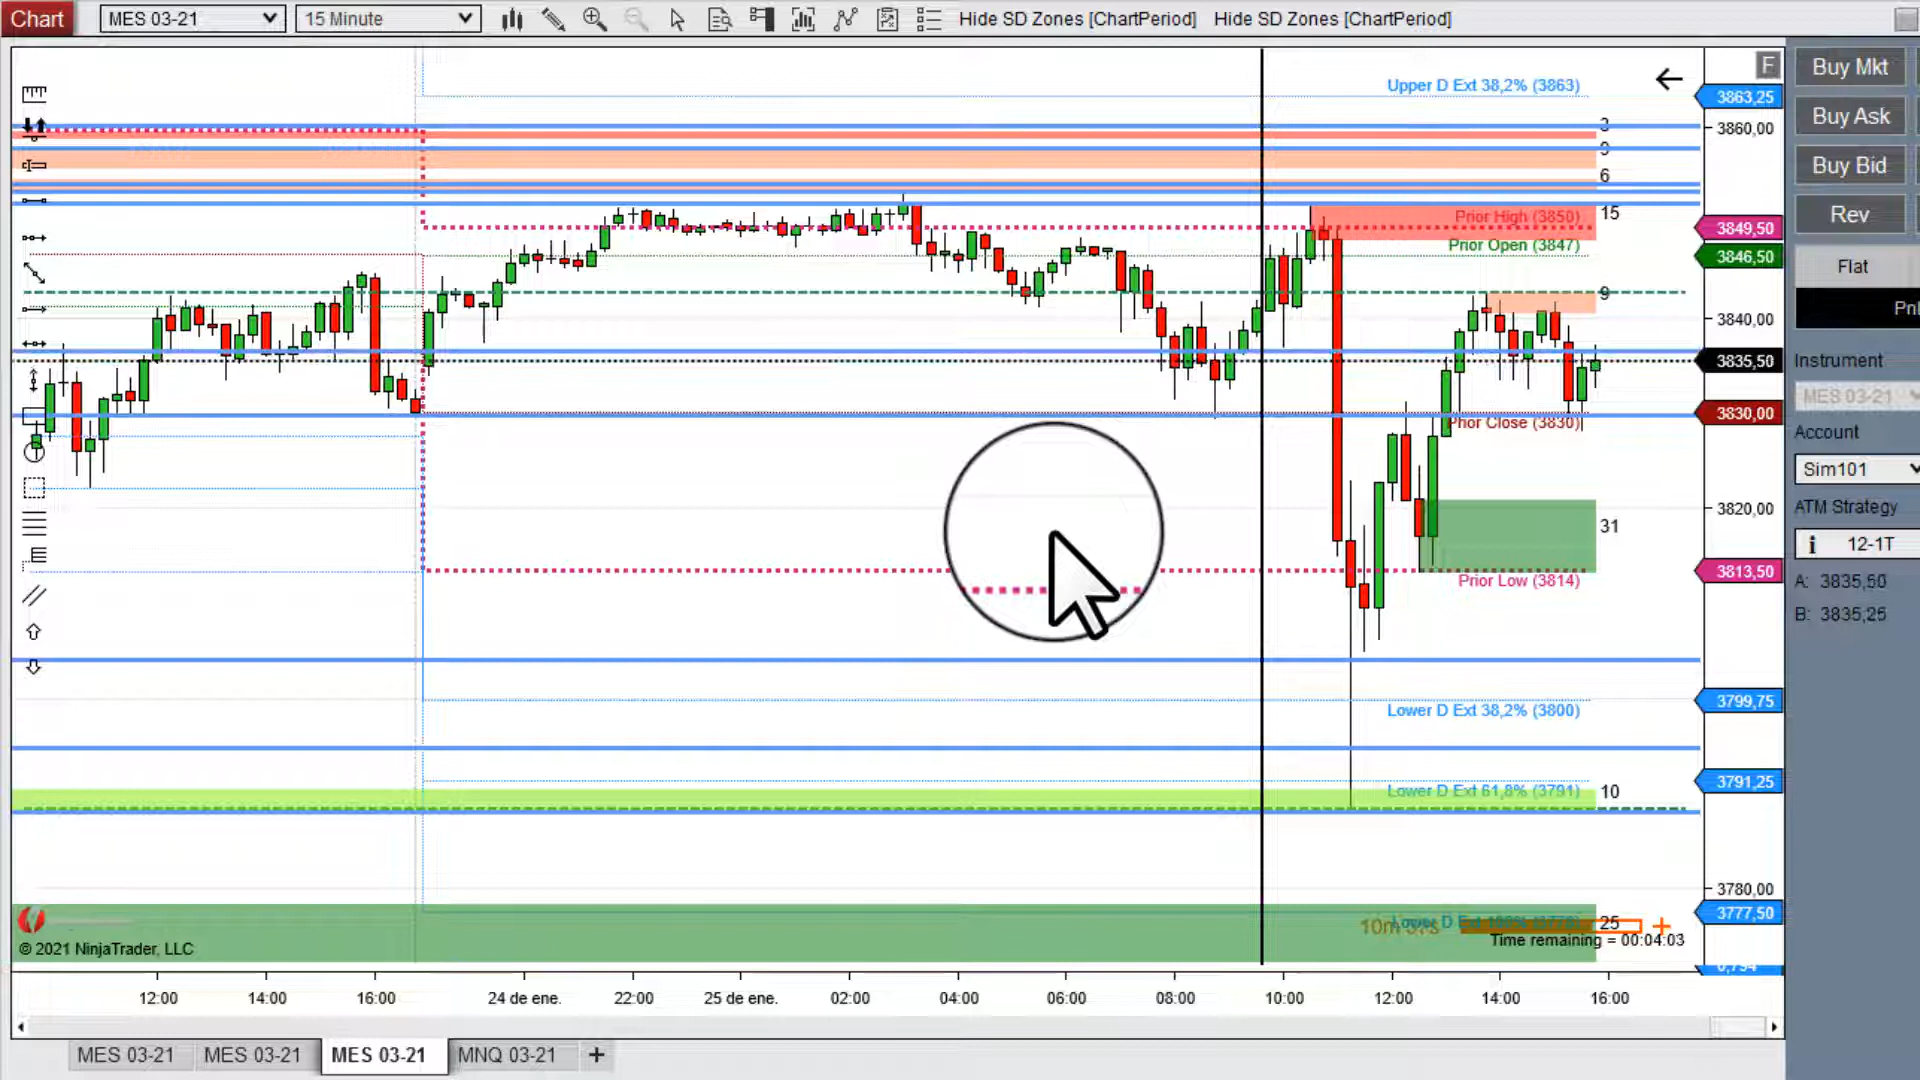 Chart MES 03-21 15 Minute Hide SD Zones [ChartPeriod] Hide SD Zones [ChartPeriod]
F
Buy Mkt
Upper D Ext 38,2% (3863)
3863,25
Buy Ask
3
3860,00
9
Buy Bid
6
Prior High (3850) 15
Rev
3849,50
Prior Open (3847)
3846,50
Flat
9
PnL
3840,00
3835,50
Instrument
MES 03-21
3830,00
Prior Close (3830)
Account
Sim101
3820,00
ATM Strategy
31
12-1T
3813,50
Prior Low (3814)
A: 3835,50
B: 3835,25
3799,75
Lower D Ext 38,2% (3800)
3791,25
Lower D Ext 61,8% (3791) 10
3780,00
3777,50
Lower D Ext 25
Time remaining = 00:04:03
© 2021 NinjaTrader, LLC
12:00 14:00 16:00 24 de ene. 22:00 25 de ene. 02:00 04:00 06:00 08:00 10:00 12:00 14:00 16:00
MES 03-21 MES 03-21 MES 03-21 MNQ 03-21 +